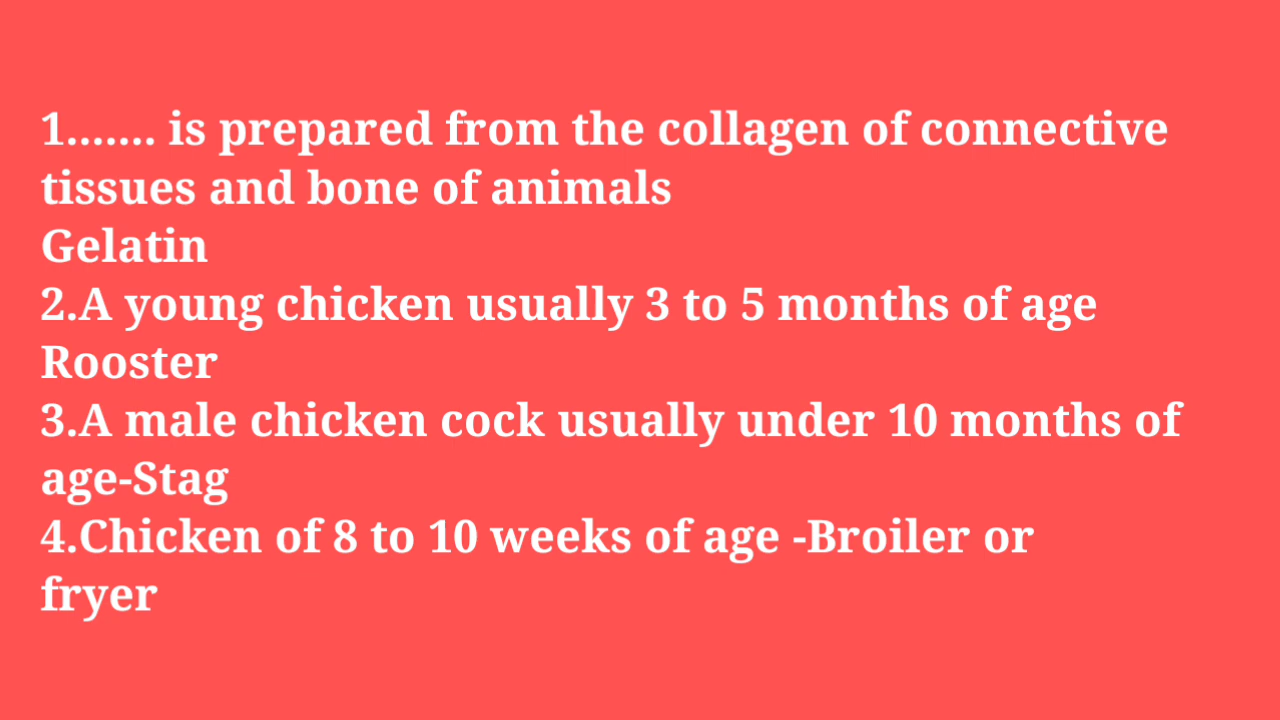 1....... is prepared from the collagen of connective
tissues and bone of animals
Gelatin
2.A young chicken usually 3 to 5 months of age
Rooster
3.A male chicken cock usually under 10 months of
age-Stag
4.Chicken of 8 to 10 weeks of age -Broiler or
fryer